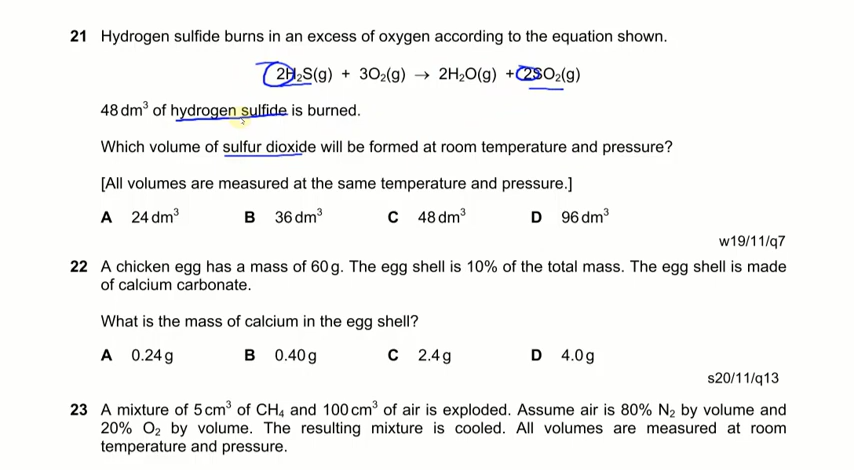 21 Hydrogen sulfide burns in an excess of oxygen according to the equation shown.
2H₂S(g) + 3O₂(g) → 2H₂O(g) + 2SO₂(g)
48 dm³ of hydrogen sulfide is burned.
Which volume of sulfur dioxide will be formed at room temperature and pressure?
[All volumes are measured at the same temperature and pressure.]
A 24 dm³ B 36 dm³ C 48 dm³ D 96 dm³
w19/11/q7
22 A chicken egg has a mass of 60 g. The egg shell is 10% of the total mass. The egg shell is made
of calcium carbonate.
What is the mass of calcium in the egg shell?
A 0.24 g B 0.40 g C 2.4 g D 4.0 g
s20/11/q13
23 A mixture of 5 cm³ of CH₄ and 100 cm³ of air is exploded. Assume air is 80% N₂ by volume and
20% O₂ by volume. The resulting mixture is cooled. All volumes are measured at room
temperature and pressure.